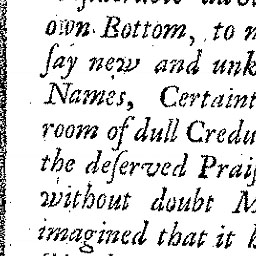 own Bottom, to
ſay new and unk
Names, Certaint
room of dull Credu
the deſerved Praiſ
without doubt M
imagined that it